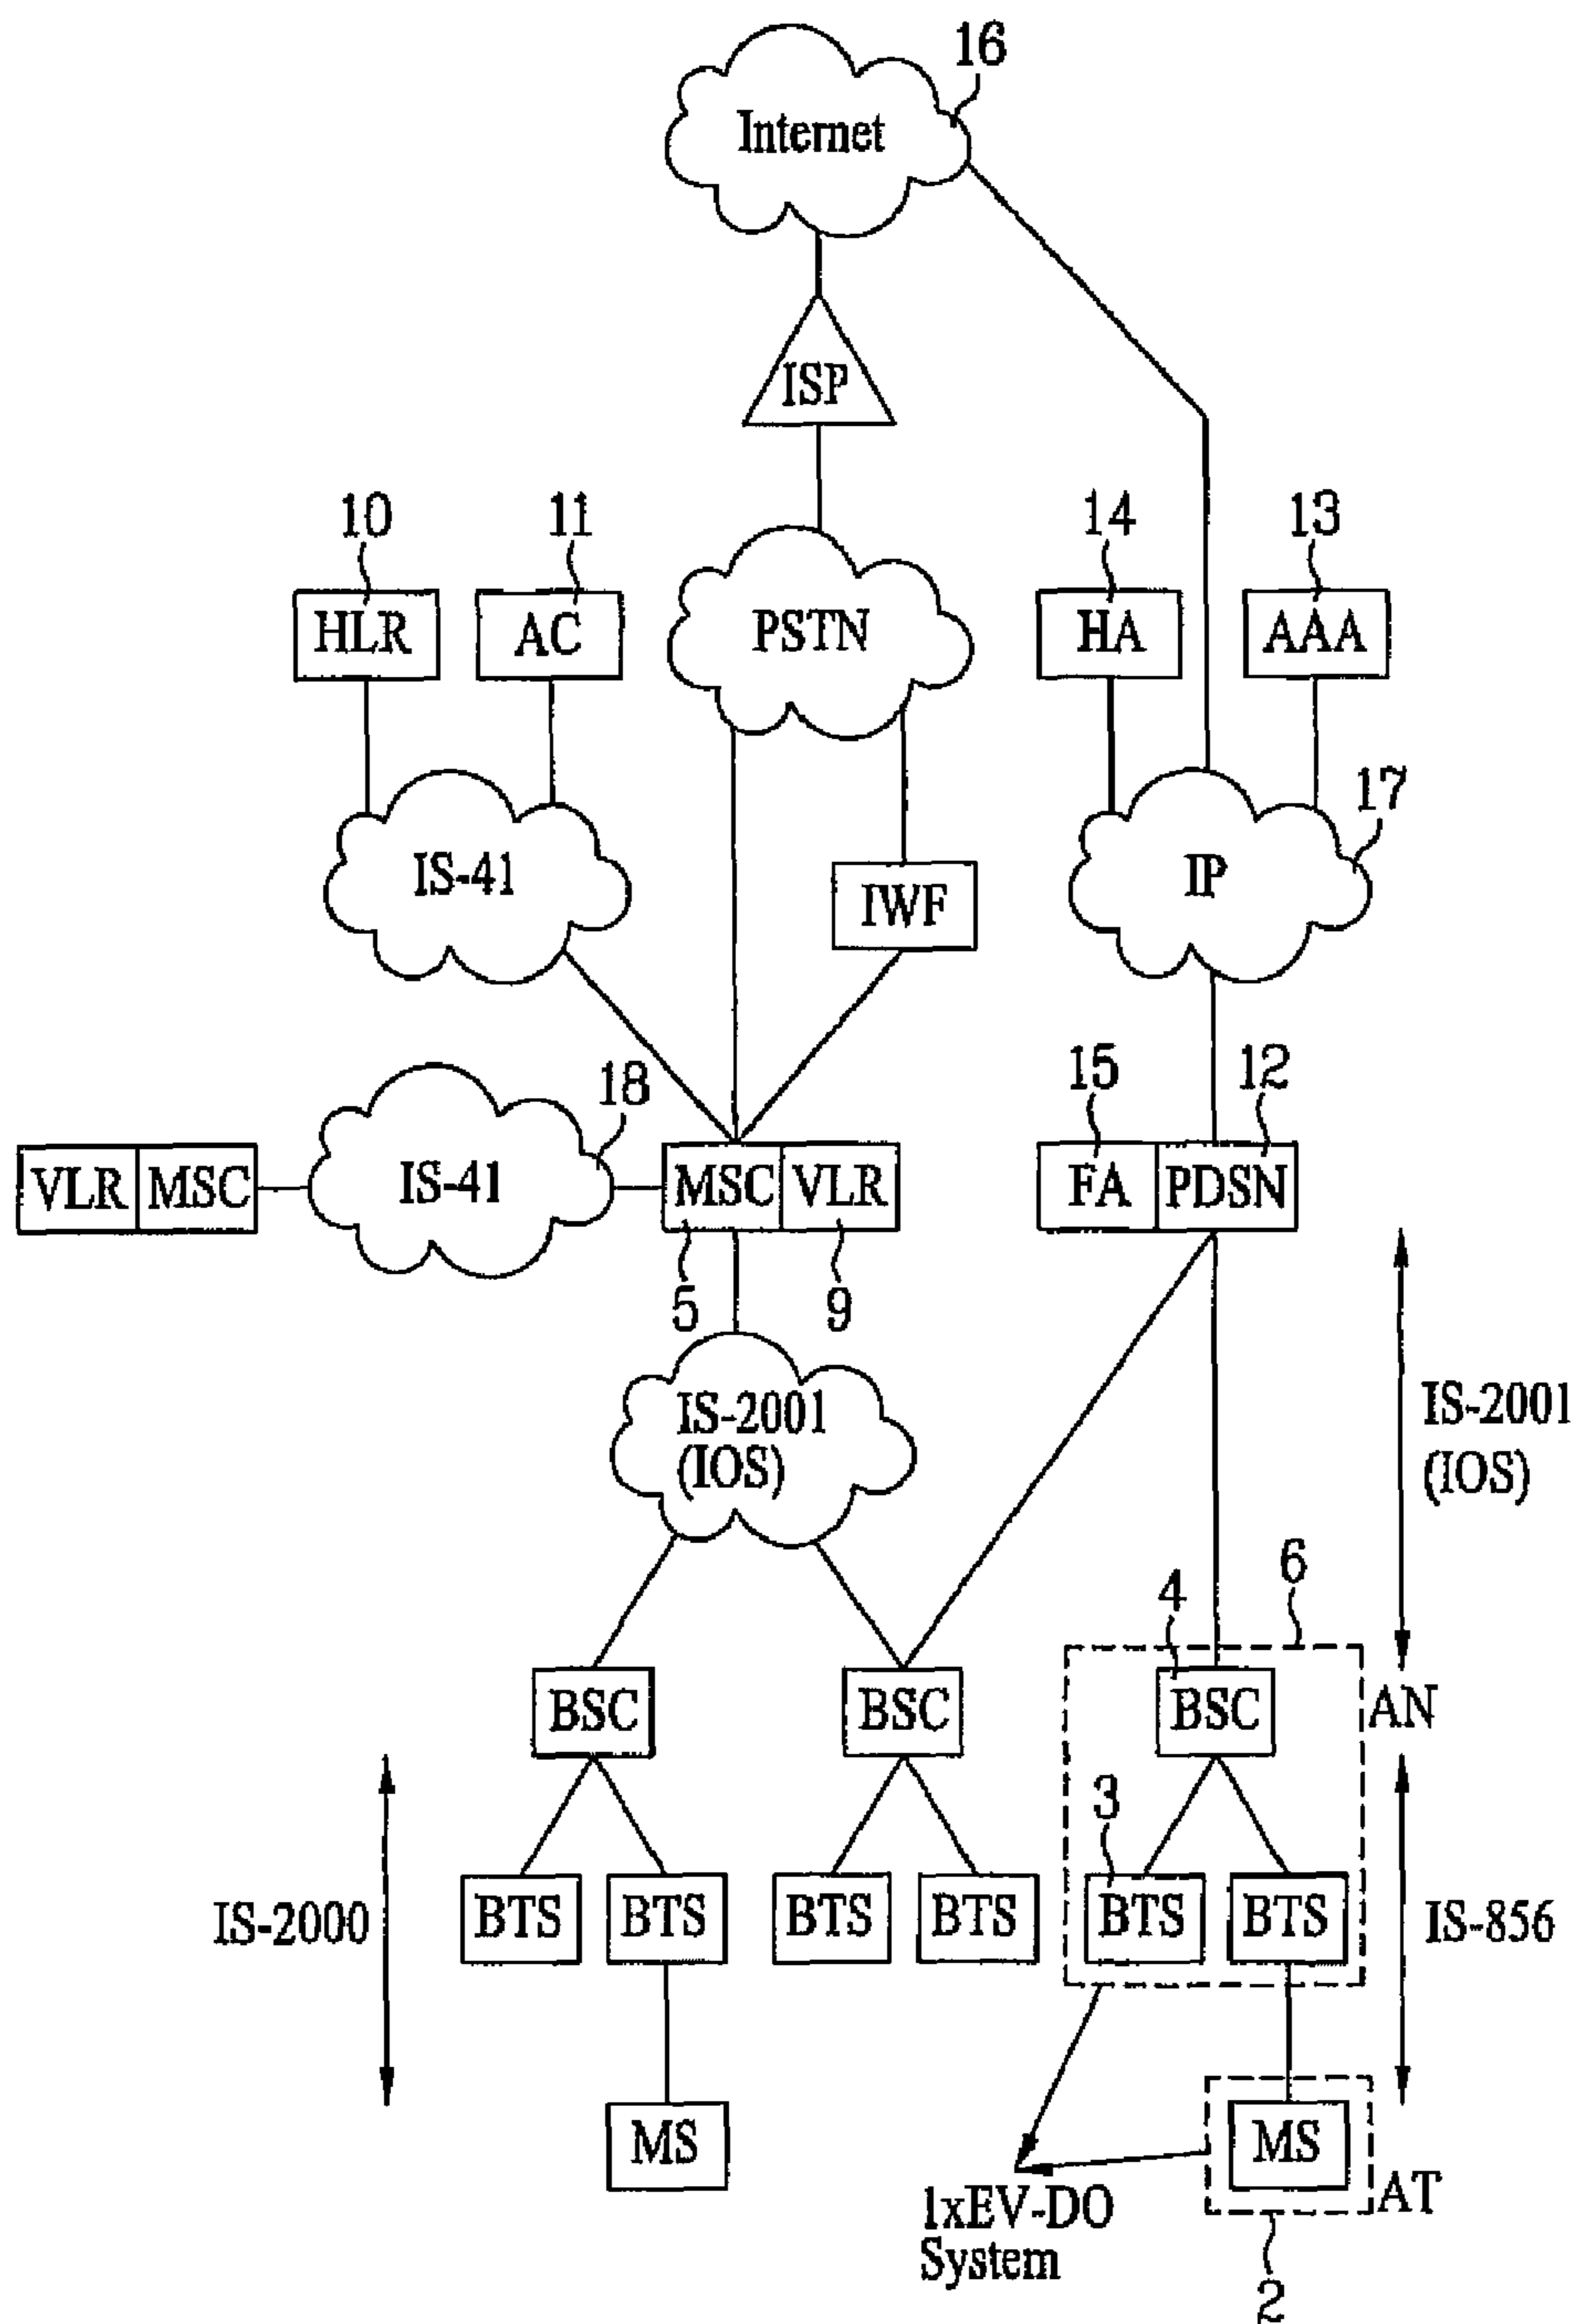 16
Internet
ISP
10
11
14
13
HLR
AC
PSTN
HA
AAA
17
IS-41
IWF
IP
18
15
12
VLR
MSC
IS-41
MSC
VLR
FA
PDSN
5
9
IS-2001
(IOS)
IS-2001
(IOS)
6
4
BSC
BSC
BSC
AN
3
IS-2000
BTS
BTS
BTS
BTS
BTS
BTS
IS-856
MS
MS
AT
1xEV-DO
System
2